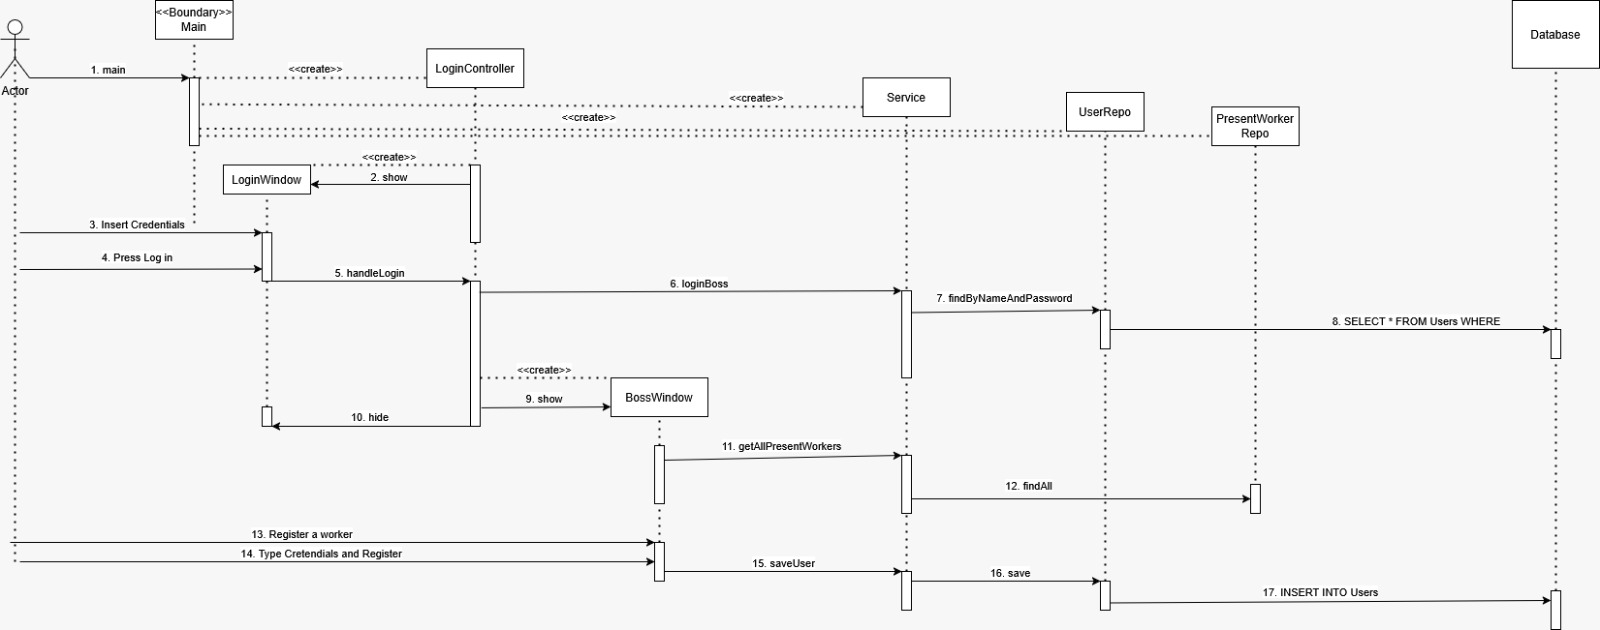 <<Boundary>>
Main
Database
LoginController
1. main
<<create>>
Actor
Service
<<create>>
UserRepo
<<create>>
PresentWorker
Repo
<<create>>
LoginWindow
2. show
3. Insert Credentials
4. Press Log in
5. handleLogin
6. loginBoss
7. findByNameAndPassword
8. SELECT * FROM Users WHERE
<<create>>
BossWindow
9. show
10. hide
11. getAllPresentWorkers
12. findAll
13. Register a worker
14. Type Cretendials and Register
15. saveUser
16. save
17. INSERT INTO Users